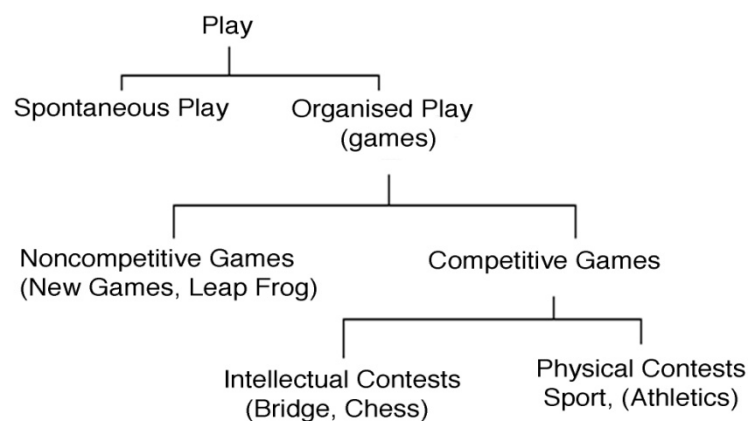 Play
Spontaneous Play
Organised Play
(games)
Noncompetitive Games
(New Games, Leap Frog)
Competitive Games
Intellectual Contests
(Bridge, Chess)
Physical Contests
Sport, (Athletics)